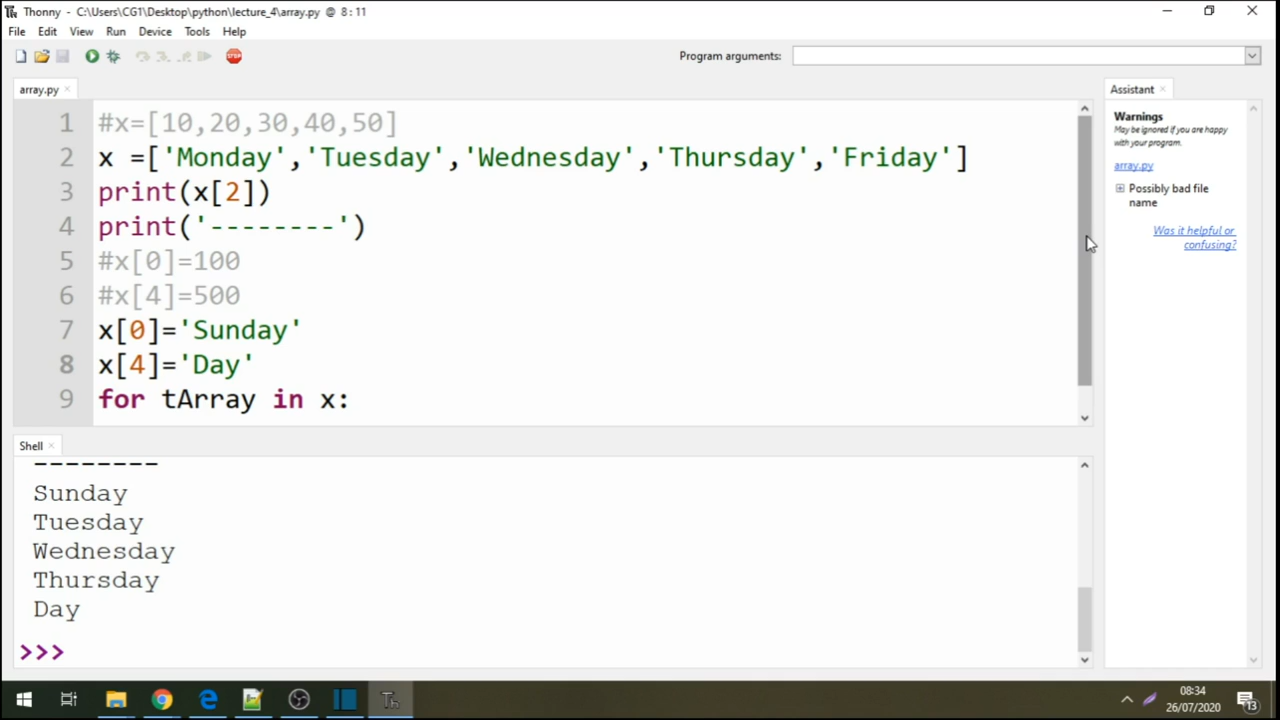 Thonny - C:\Users\CG1\Desktop\python\lecture_4\array.py @ 8:11
File Edit View Run Device Tools Help
STOP
Program arguments:
array.py
1 #x=[10,20,30,40,50]
2 x =['Monday','Tuesday','Wednesday','Thursday','Friday']
3 print(x[2])
4 print('--------')
5 #x[0]=100
6 #x[4]=500
7 x[0]='Sunday'
8 x[4]='Day'
9 for tArray in x:
Assistant
Warnings
May be ignored if you are happy
with your program.
array.py
Possibly bad file
name
Was it helpful or
confusing?
Shell
--------
Sunday
Tuesday
Wednesday
Thursday
Day
>>>
Th
08:34
26/07/2020
13